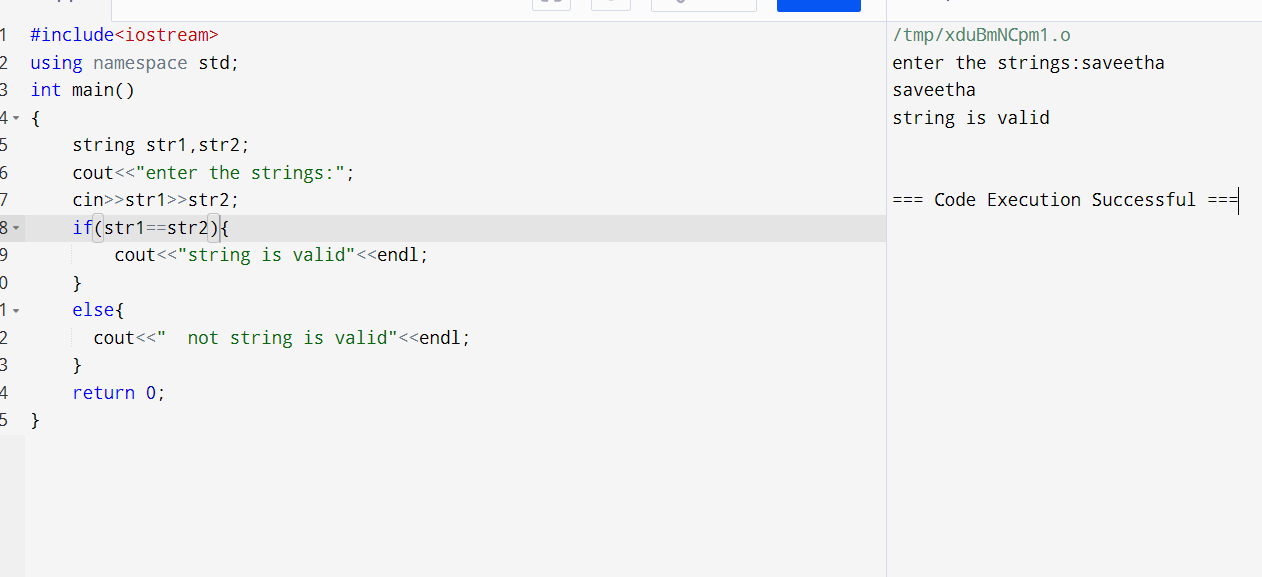 1 #include<iostream>
2 using namespace std;
3 int main()
4 {
5     string str1,str2;
6     cout<<"enter the strings:";
7     cin>>str1>>str2;
8     if(str1==str2){
9         cout<<"string is valid"<<endl;
0     }
1     else{
2       cout<<"  not string is valid"<<endl;
3     }
4     return 0;
5 }
/tmp/xduBmNCpm1.o
enter the strings:saveetha
saveetha
string is valid
=== Code Execution Successful ===